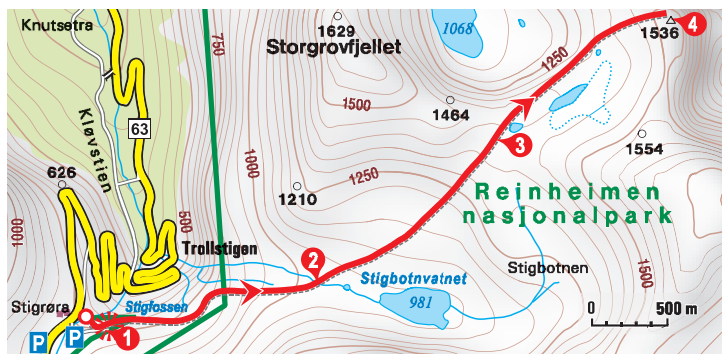 Knutsetra
Kløvstien
63
626
1000
500
750
Trollstigen
Stigrøra
P
P
1
Stigfossen
Storgrovfjellet
1629
1500
1068
1464
1000
1210
1250
2
Stigbotnvatnet
981
3
1250
1536
4
1554
Reinheimen
nasjonalpark
Stigbotnen
1500
0 500 m